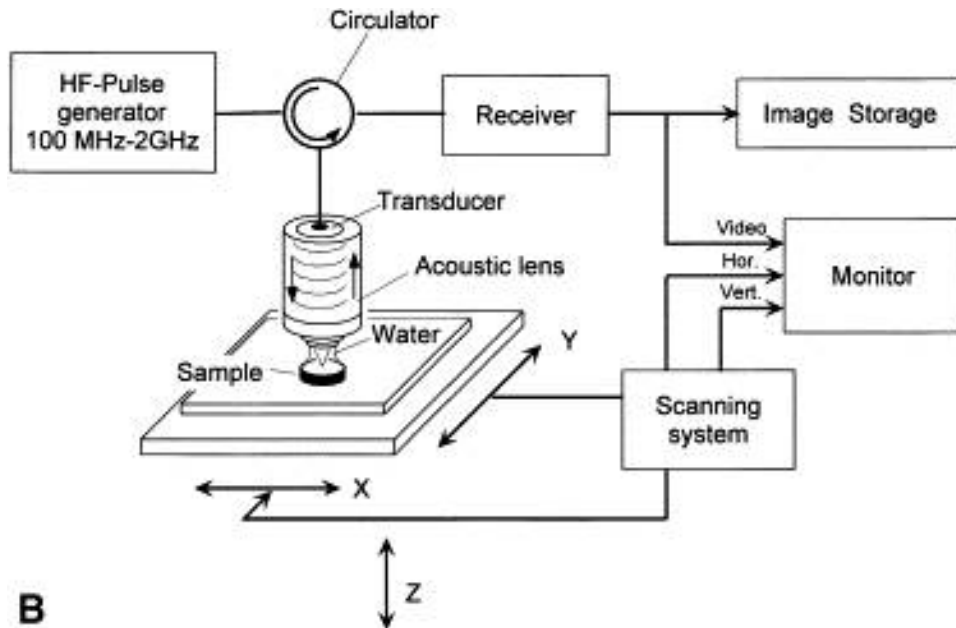 Circulator
HF-Pulse
generator
100 MHz-2GHz
Receiver
Image Storage
Transducer
Video
Acoustic lens
Hor.
Monitor
Vert.
Water
Y
Sample
Scanning
system
X
Z
B